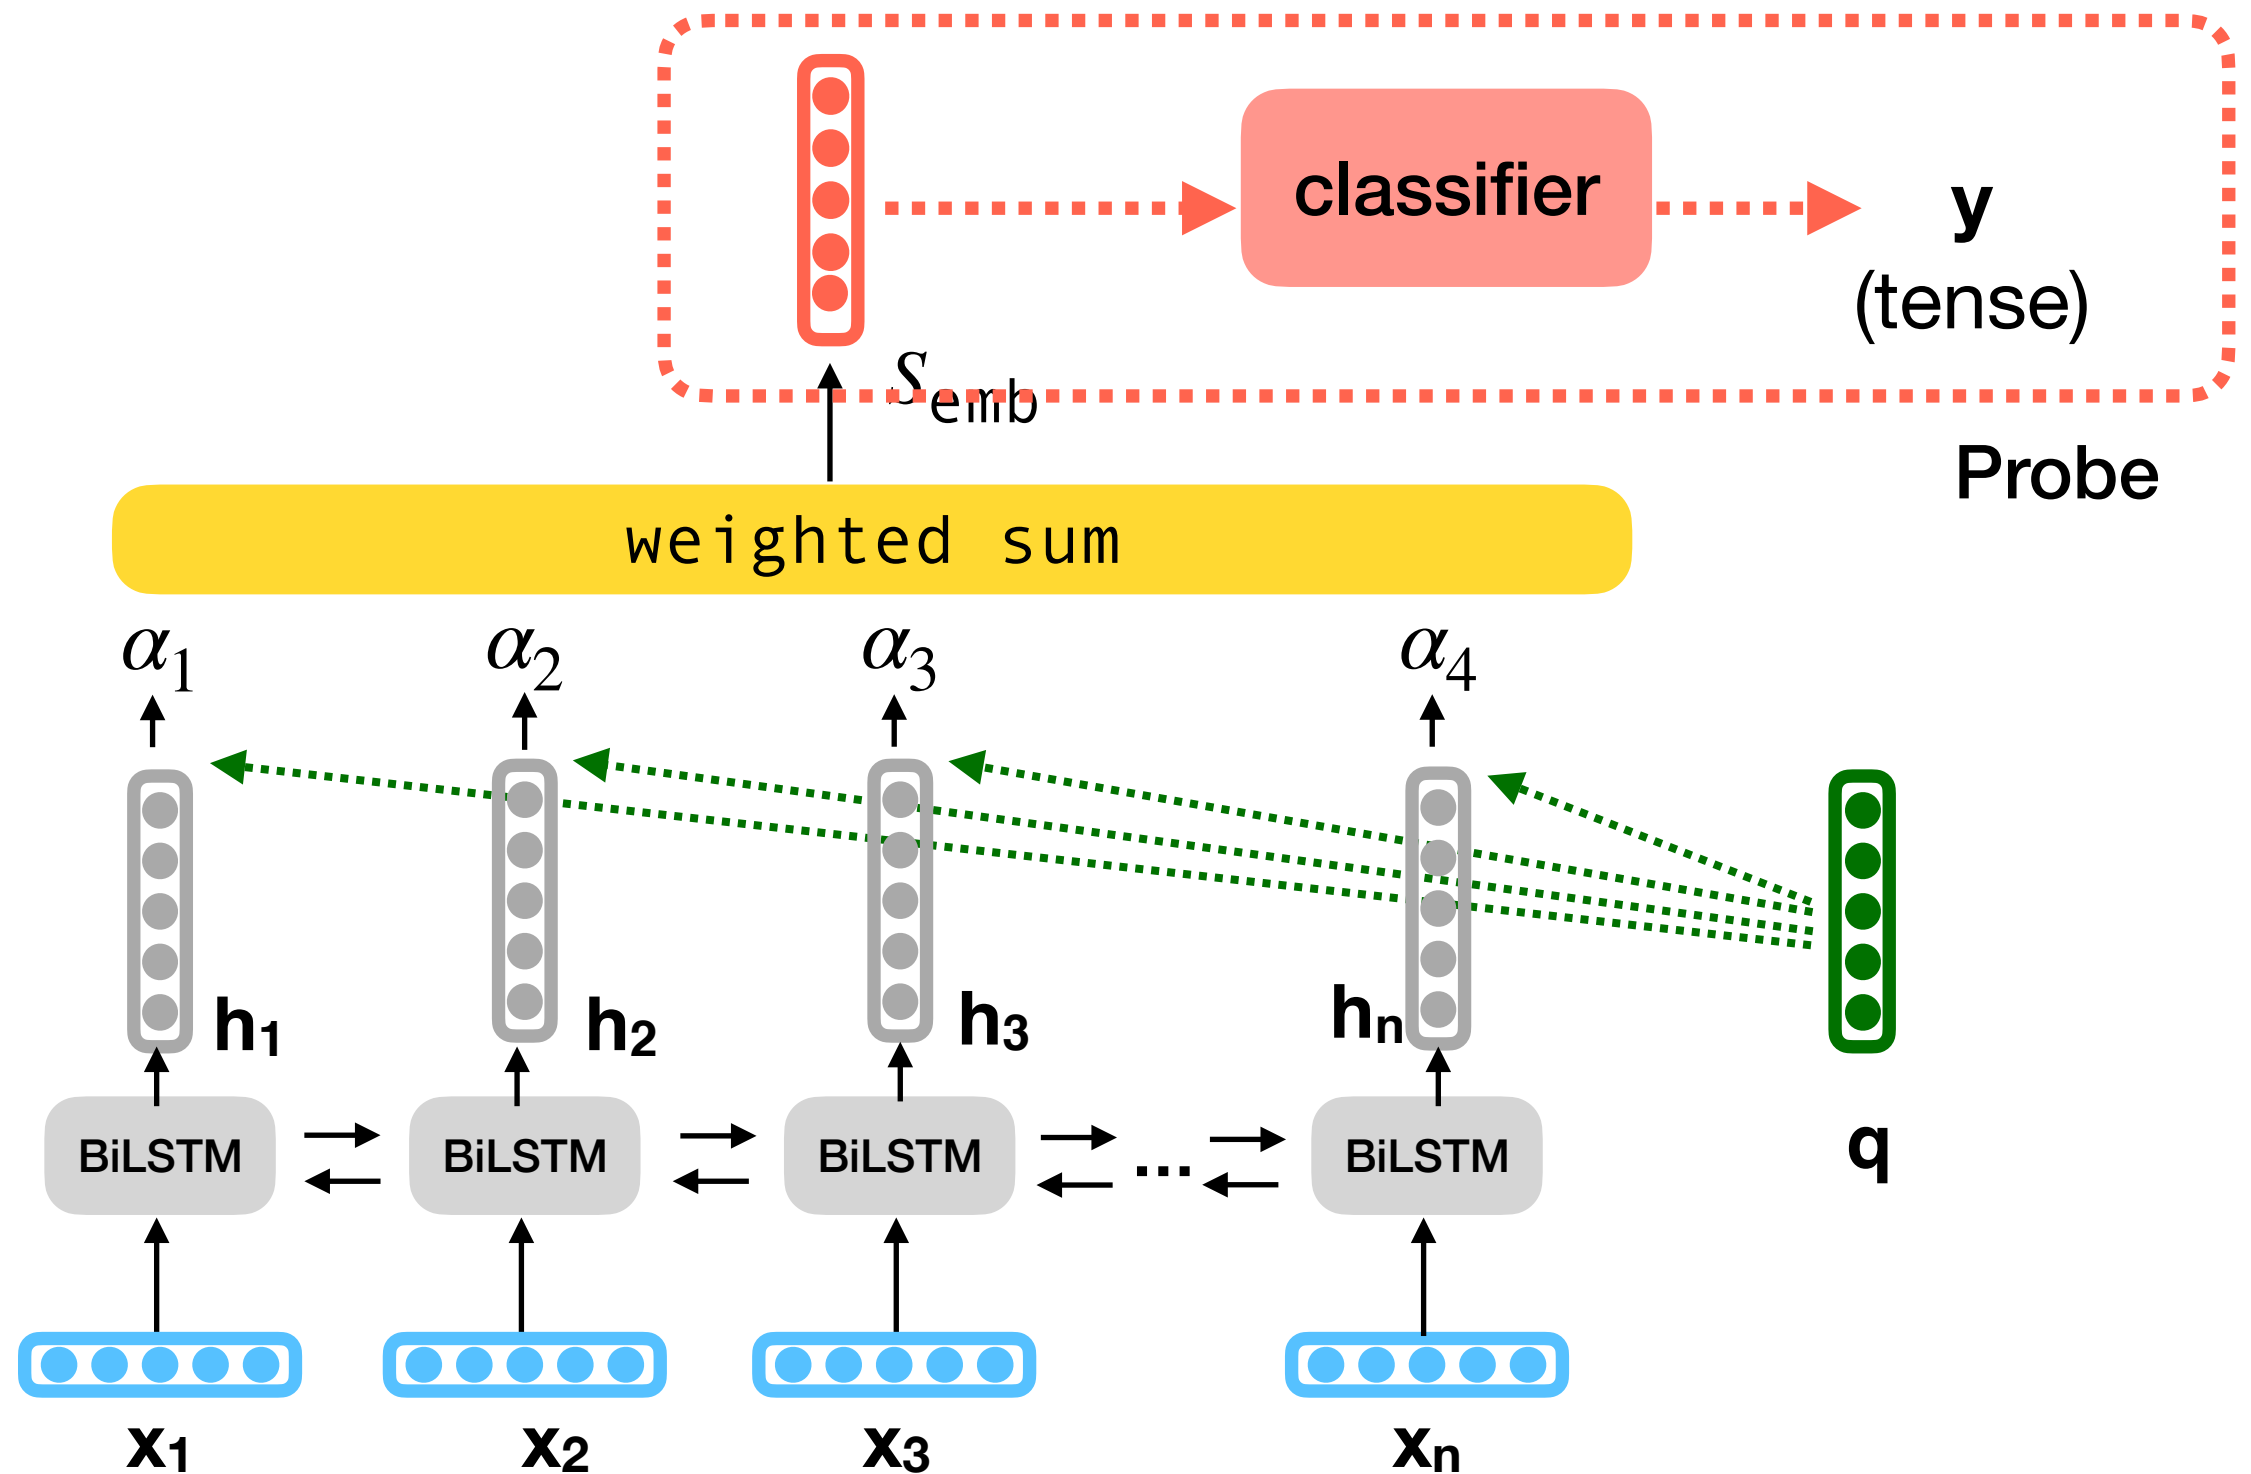 classifier
y
(tense)
S_emb
Probe
weighted sum
α₁ α₂ α₃ α₄
h₁ h₂ h₃ hₙ
BiLSTM BiLSTM BiLSTM ... BiLSTM
q
x₁ x₂ x₃ xₙ